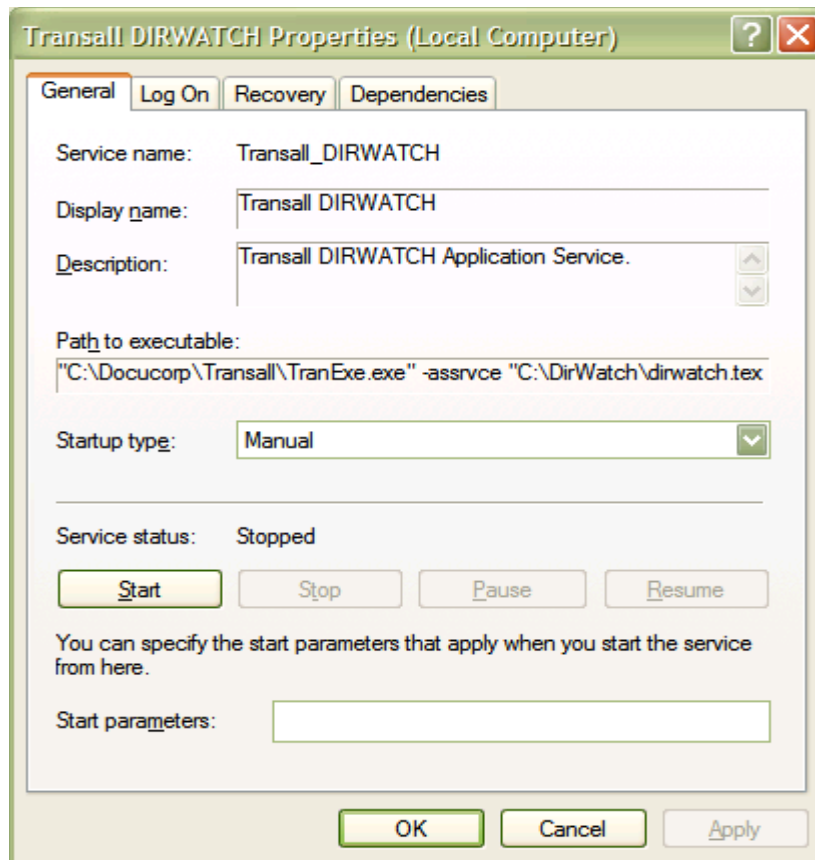 Transall DIRWATCH Properties (Local Computer)
General Log On Recovery Dependencies
Service name: Transall_DIRWATCH
Display name: Transall DIRWATCH
Description: Transall DIRWATCH Application Service.
Path to executable:
"C:\Docucorp\Transall\TranExe.exe" -assrvce "C:\DirWatch\dirwatch.tex
Startup type: Manual
Service status: Stopped
Start Stop Pause Resume
You can specify the start parameters that apply when you start the service
from here.
Start parameters:
OK Cancel Apply